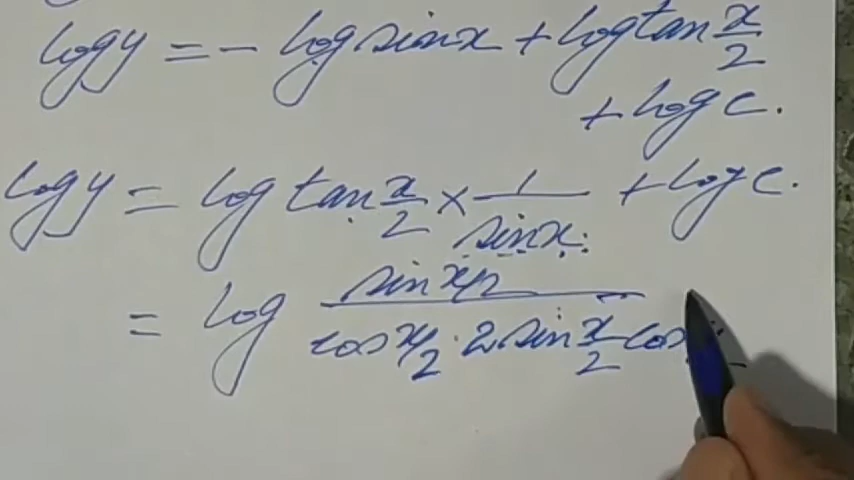 log y = - log sin x + log tan x/2
+ log c.
log y = log tan x/2 × 1/sin x + log c.
= log sin x/2 / cos x/2 · 2 sin x/2 cos